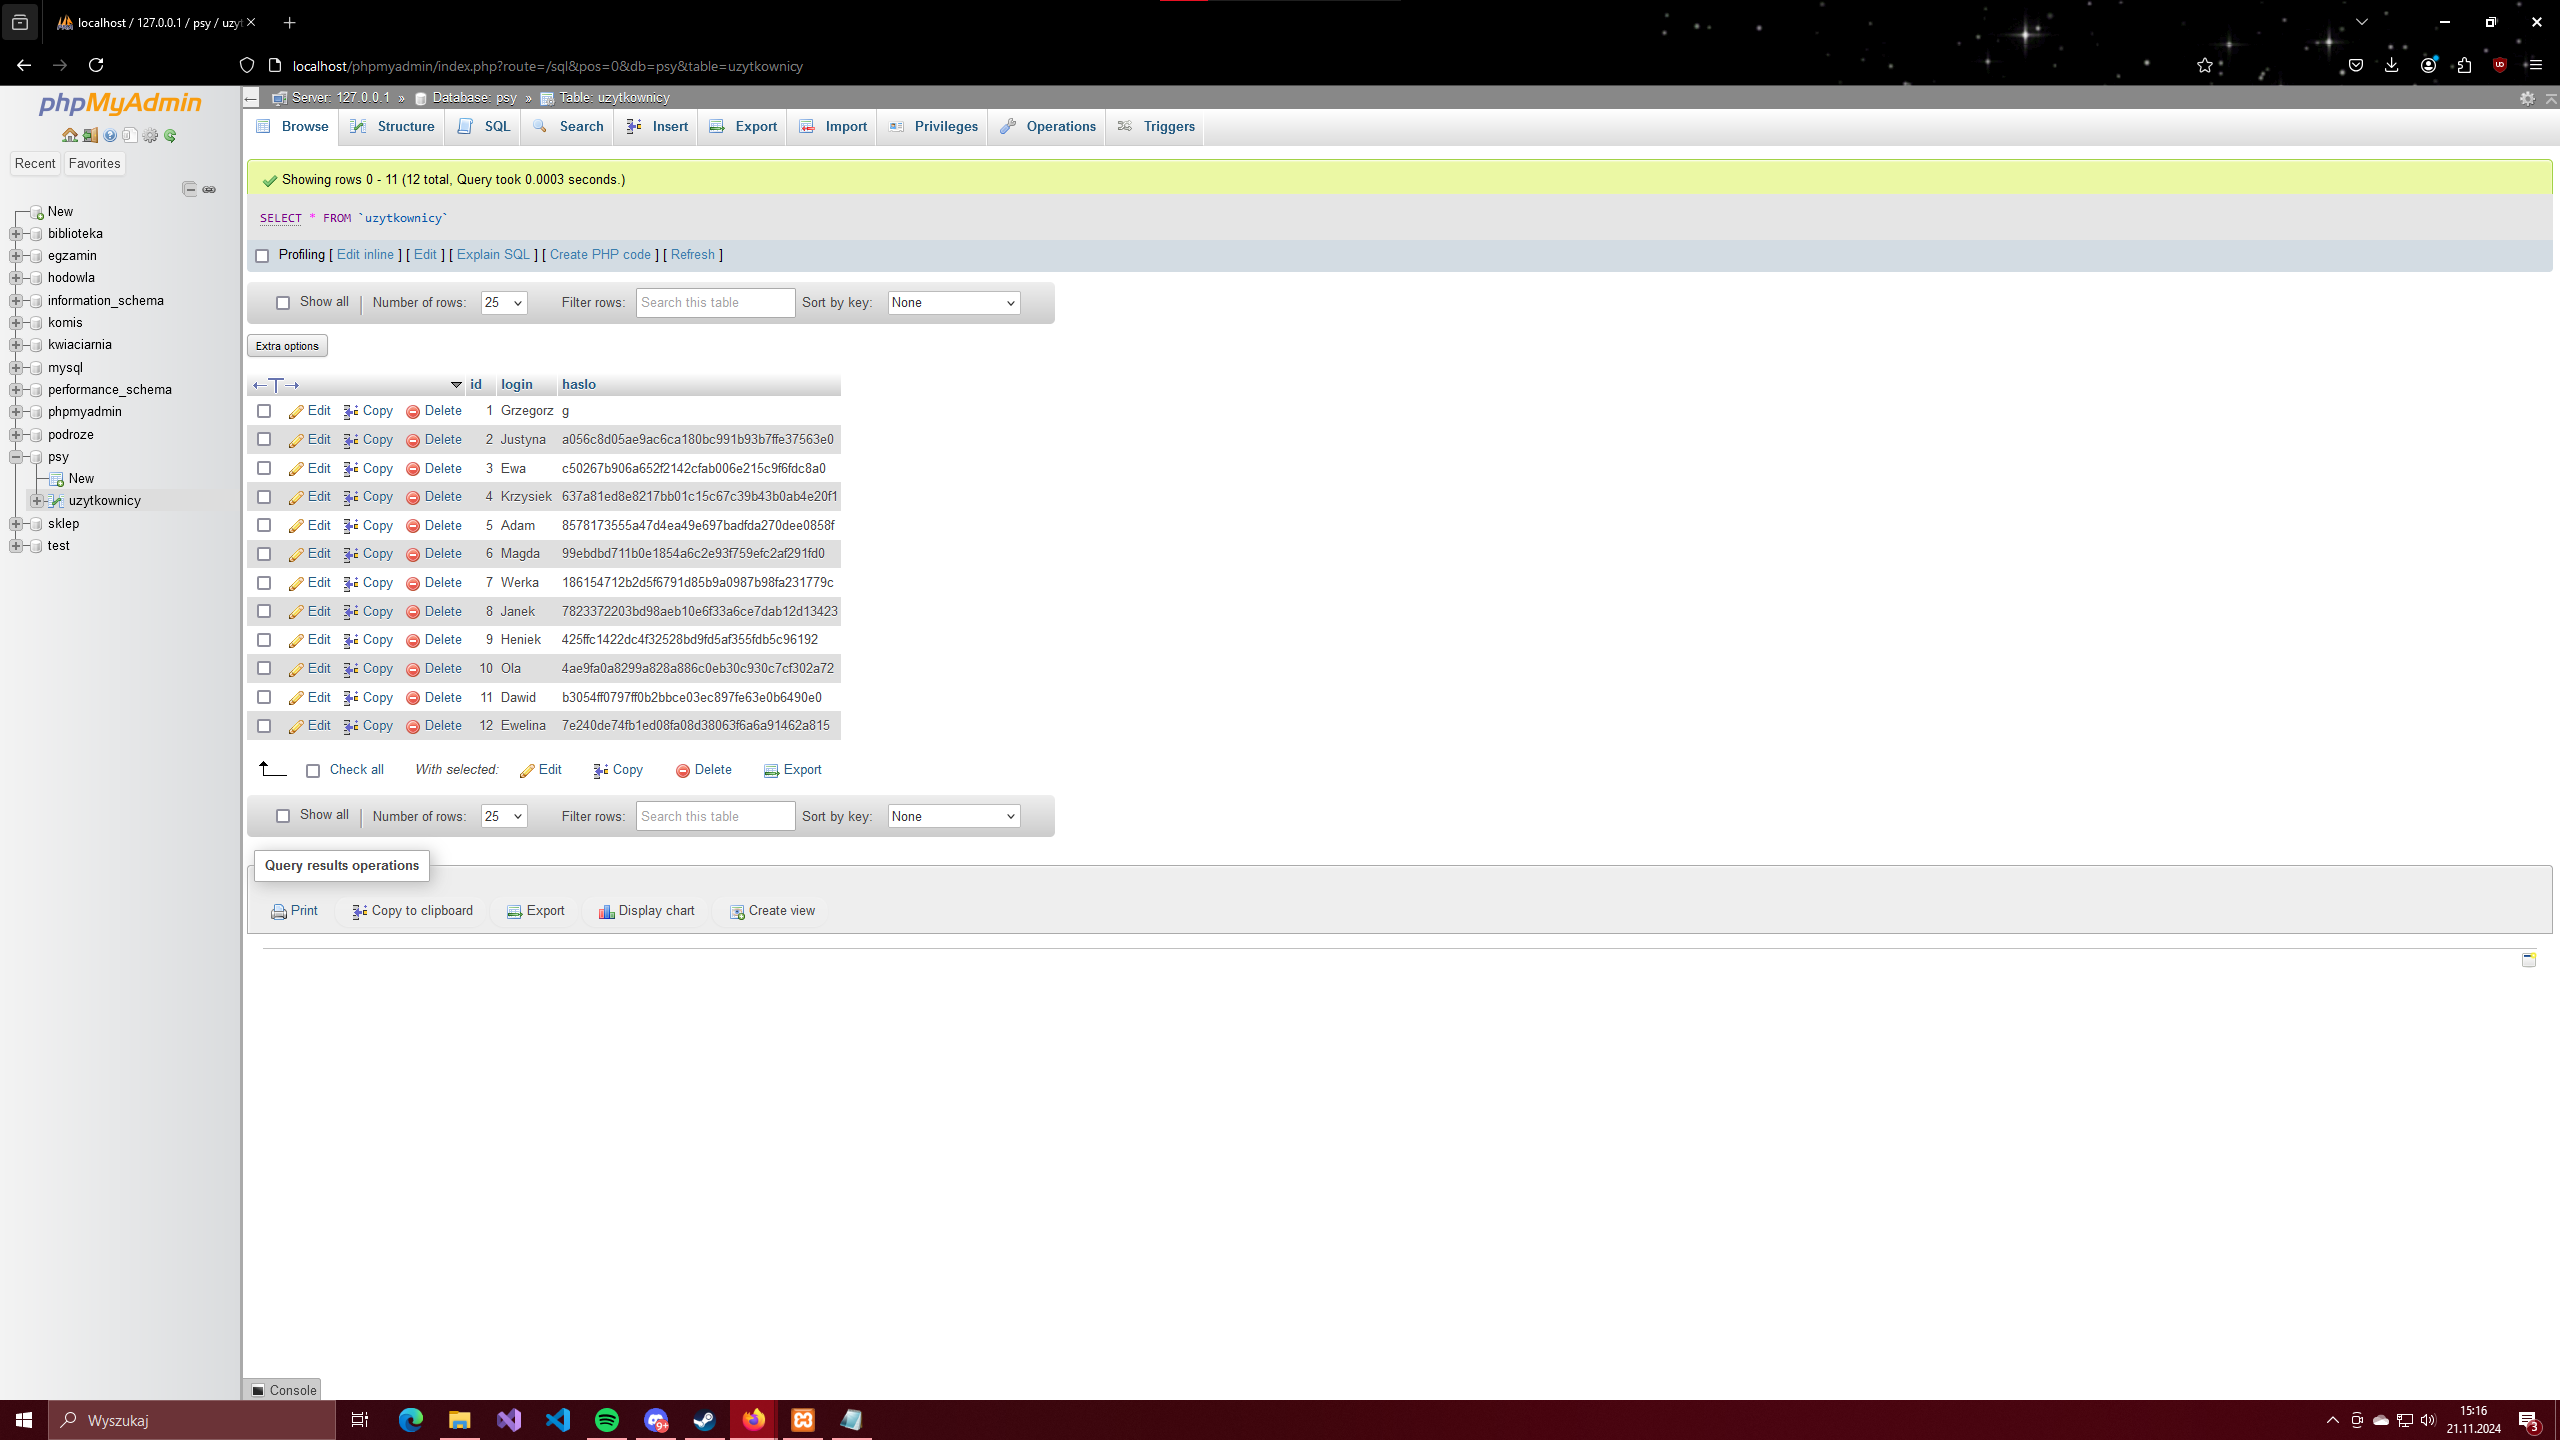 localhost / 127.0.0.1 / psy / uzyt
localhost/phpmyadmin/index.php?route=/sql&pos=0&db=psy&table=uzytkownicy
phpMyAdmin
Recent Favorites
New
biblioteka
egzamin
hodowla
information_schema
komis
kwiaciarnia
mysql
performance_schema
phpmyadmin
podroze
psy
New
uzytkownicy
sklep
test
Server: 127.0.0.1 » Database: psy » Table: uzytkownicy
Browse Structure SQL Search Insert Export Import Privileges Operations Triggers
Showing rows 0 - 11 (12 total, Query took 0.0003 seconds.)
SELECT * FROM `uzytkownicy`
Profiling [ Edit inline ] [ Edit ] [ Explain SQL ] [ Create PHP code ] [ Refresh ]
Show all Number of rows: 25 Filter rows: Search this table Sort by key: None
Extra options
id login haslo
Edit Copy Delete 1 Grzegorz g
Edit Copy Delete 2 Justyna a056c8d05ae9ac6ca180bc991b93b7ffe37563e0
Edit Copy Delete 3 Ewa c50267b906a652f2142cfab006e215c9f6fdc8a0
Edit Copy Delete 4 Krzysiek 637a81ed8e8217bb01c15c67c39b43b0ab4e20f1
Edit Copy Delete 5 Adam 8578173555a47d4ea49e697badfda270dee0858f
Edit Copy Delete 6 Magda 99ebdbd711b0e1854a6c2e93f759efc2af291fd0
Edit Copy Delete 7 Werka 186154712b2d5f6791d85b9a0987b98fa231779c
Edit Copy Delete 8 Janek 7823372203bd98aeb10e6f33a6ce7dab12d13423
Edit Copy Delete 9 Heniek 425ffc1422dc4f32528bd9fd5af355fdb5c96192
Edit Copy Delete 10 Ola 4ae9fa0a8299a828a886c0eb30c930c7cf302a72
Edit Copy Delete 11 Dawid b3054ff0797ff0b2bbce03ec897fe63e0b6490e0
Edit Copy Delete 12 Ewelina 7e240de74fb1ed08fa08d38063f6a6a91462a815
Check all With selected: Edit Copy Delete Export
Show all Number of rows: 25 Filter rows: Search this table Sort by key: None
Query results operations
Print Copy to clipboard Export Display chart Create view
Console
Wyszukaj
9+
15:16
21.11.2024
3